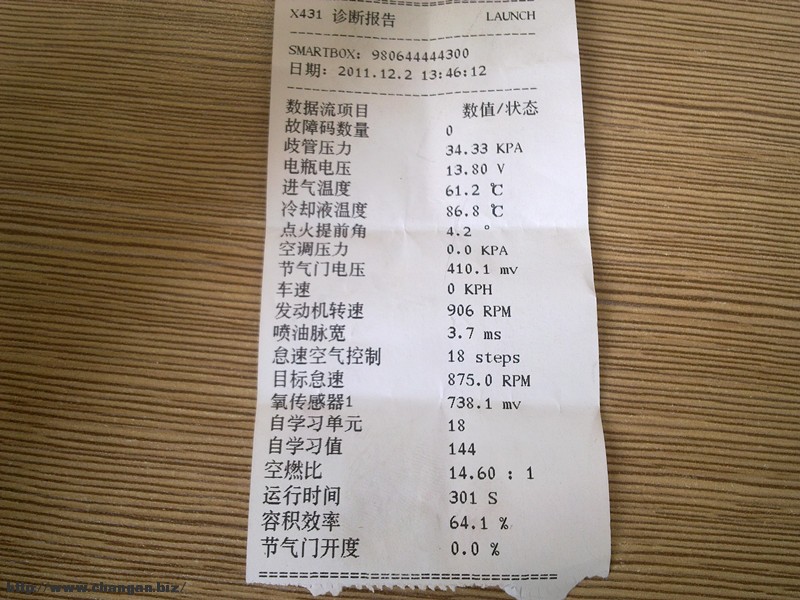 X431 诊断报告 LAUNCH
SMARTBOX: 980644444300
日期: 2011.12.2 13:46:12
数据流项目 数值/状态
故障码数量 0
歧管压力 34.33 KPA
电瓶电压 13.80 V
进气温度 61.2 ℃
冷却液温度 86.8 ℃
点火提前角 4.2 °
空调压力 0.0 KPA
节气门电压 410.1 mv
车速 0 KPH
发动机转速 906 RPM
喷油脉宽 3.7 ms
怠速空气控制 18 steps
目标怠速 875.0 RPM
氧传感器1 738.1 mv
自学习单元 18
自学习值 144
空燃比 14.60 : 1
运行时间 301 S
容积效率 64.1 %
节气门开度 0.0 %
http://www.changan.biz/